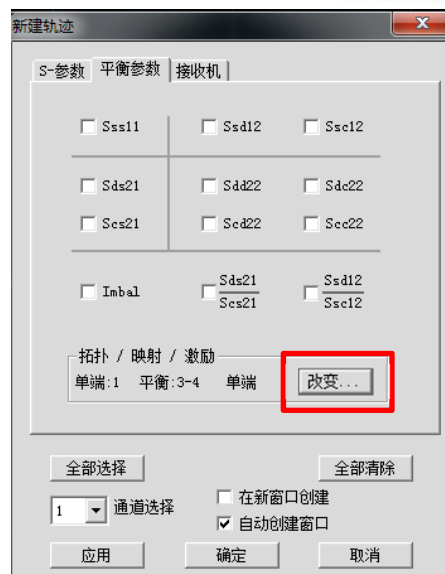 新建轨迹
S-参数 平衡参数 接收机
Sss11 Ssd12 Ssc12
Sds21 Sdd22 Sdc22
Scs21 Scd22 Scc22
Imbal Sds21 Ssd12
Scs21 Ssc12
拓扑 / 映射 / 激励
单端:1 平衡:3-4 单端 改变...
全部选择 全部清除
1 通道选择 在新窗口创建
自动创建窗口
应用 确定 取消